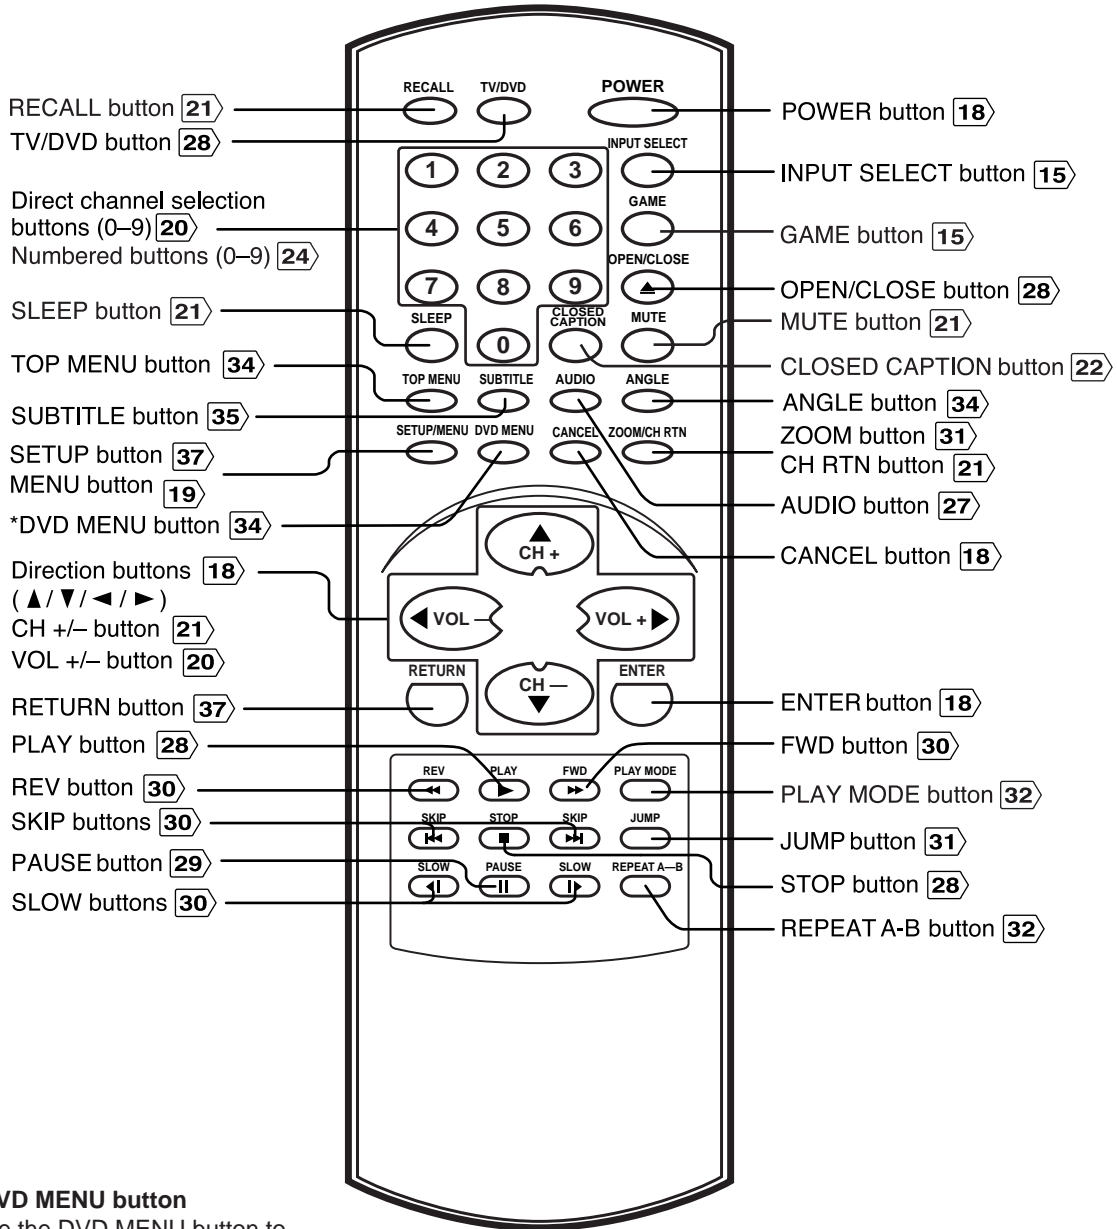 RECALL button 21
TV/DVD button 28
Direct channel selection
buttons (0–9) 20
Numbered buttons (0–9) 24
SLEEP button 21
TOP MENU button 34
SUBTITLE button 35
SETUP button 37
MENU button 19
*DVD MENU button 34
Direction buttons 18
( ▲ / ▼ / ◄ / ► )
CH +/– button 21
VOL +/– button 20
RETURN button 37
PLAY button 28
REV button 30
SKIP buttons 30
PAUSE button 29
SLOW buttons 30
RECALL TV/DVD POWER
INPUT SELECT
1 2 3
GAME
4 5 6
OPEN/CLOSE
7 8 9
SLEEP CLOSED CAPTION MUTE
0
TOP MENU SUBTITLE AUDIO ANGLE
SETUP/MENU DVD MENU CANCEL ZOOM/CH RTN
▲
CH +
◄ VOL — VOL + ►
RETURN CH — ENTER
▼
REV PLAY FWD PLAY MODE
SKIP STOP SKIP JUMP
SLOW PAUSE SLOW REPEAT A—B
POWER button 18
INPUT SELECT button 15
GAME button 15
OPEN/CLOSE button 28
MUTE button 21
CLOSED CAPTION button 22
ANGLE button 34
ZOOM button 31
CH RTN button 21
AUDIO button 27
CANCEL button 18
ENTER button 18
FWD button 30
PLAY MODE button 32
JUMP button 31
STOP button 28
REPEAT A-B button 32
VD MENU button
the DVD MENU button to